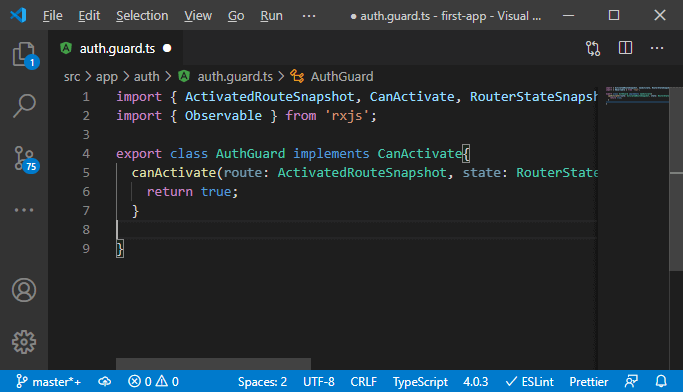 File Edit Selection View Go Run ··· ● auth.guard.ts - first-app - Visual ...
auth.guard.ts ●
src > app > auth > auth.guard.ts > AuthGuard
1 import { ActivatedRouteSnapshot, CanActivate, RouterStateSnaps
2 import { Observable } from 'rxjs';
3
4 export class AuthGuard implements CanActivate{
5 canActivate(route: ActivatedRouteSnapshot, state: RouterState
6 return true;
7 }
8
9 }
1
75
master*+ 0 0 Spaces: 2 UTF-8 CRLF TypeScript 4.0.3 ✓ ESLint Prettier